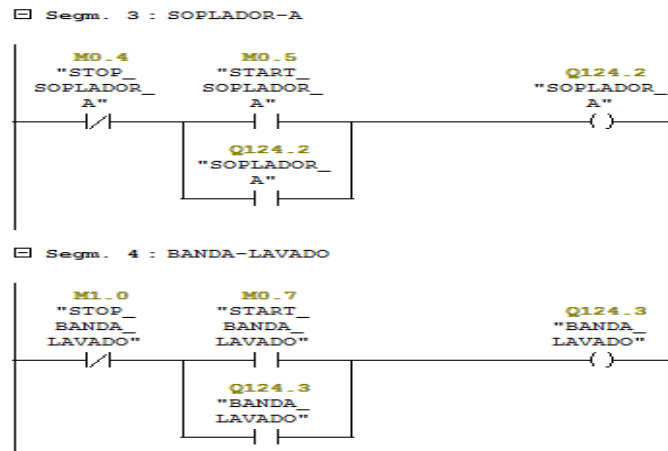 Segm. 3 : SOPLADOR-A
M0.4
"STOP_
SOPLADOR_
A"
M0.5
"START_
SOPLADOR_
A"
Q124.2
"SOPLADOR_
A"
Q124.2
"SOPLADOR_
A"
Segm. 4 : BANDA-LAVADO
M1.0
"STOP_
BANDA_
LAVADO"
M0.7
"START_
BANDA_
LAVADO"
Q124.3
"BANDA_
LAVADO"
Q124.3
"BANDA_
LAVADO"